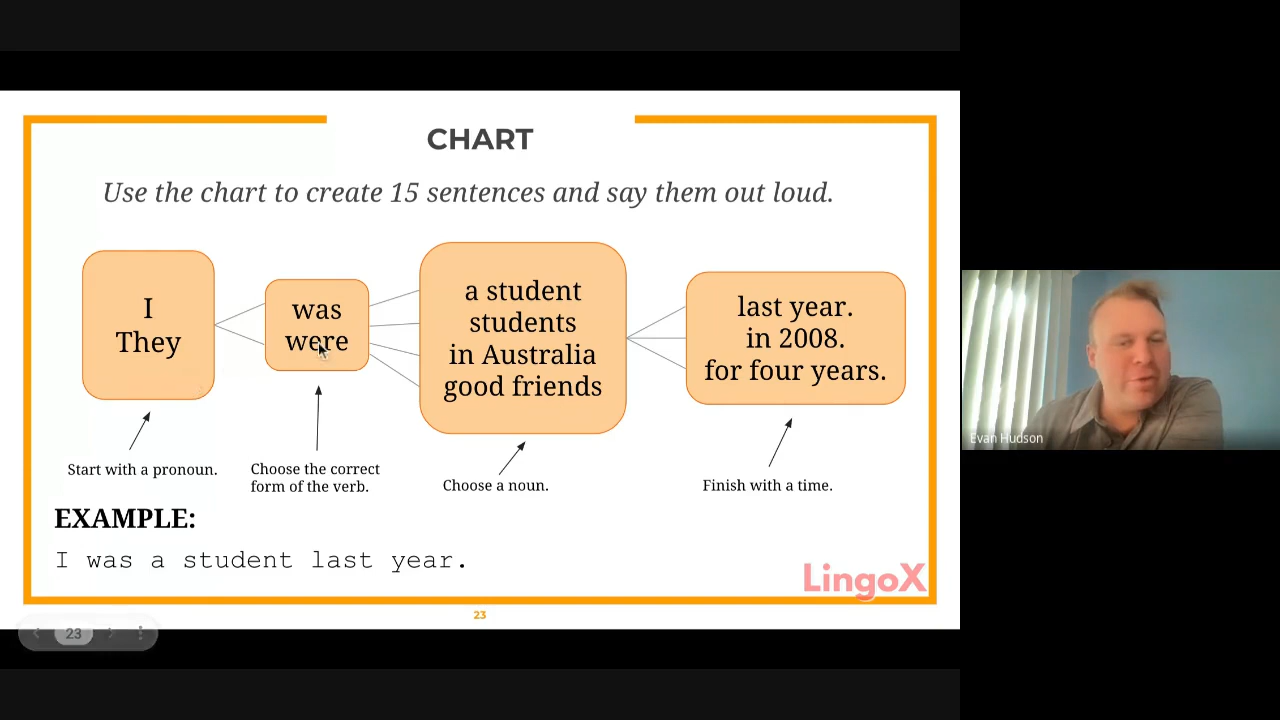 CHART
Use the chart to create 15 sentences and say them out loud.
I
They
was
were
a student
students
in Australia
good friends
last year.
in 2008.
for four years.
Start with a pronoun.
Choose the correct
form of the verb.
Choose a noun.
Finish with a time.
EXAMPLE:
I was a student last year.
LingoX
23
23
Evan Hudson